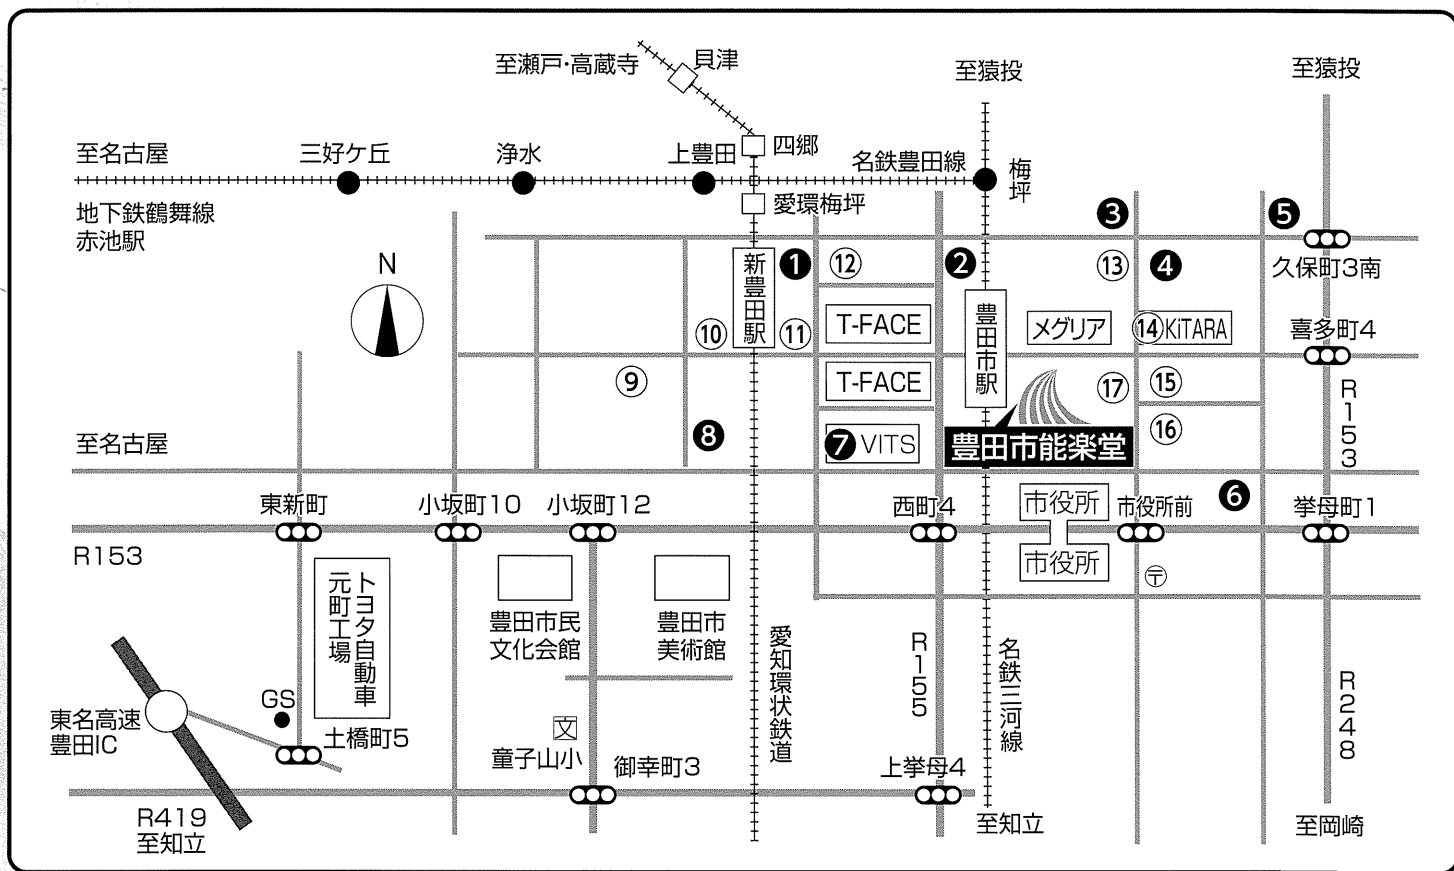 至瀬戸・高蔵寺
貝津
至猿投
至猿投
至名古屋
三好ケ丘
浄水
上豊田
四郷
名鉄豊田線
梅坪
地下鉄鶴舞線
赤池駅
愛環梅坪
N
新豊田駅
❶
⑫
❷
❸
⑬
❹
❺
久保町3南
⑩
⑪
T-FACE
豊田市駅
メグリア
⑭
KiTARA
喜多町4
⑨
T-FACE
⑰
⑮
R153
至名古屋
❽
❼
VITS
豊田市能楽堂
⑯
東新町
小坂町10
小坂町12
西町4
市役所
市役所前
❻
挙母町1
R153
市役所
〒
トヨタ自動車
元町工場
豊田市民
文化会館
豊田市
美術館
愛知環状鉄道
R155
名鉄三河線
R248
東名高速
豊田IC
GS
土橋町5
文
童子山小
御幸町3
上挙母4
R419
至知立
至知立
至岡崎